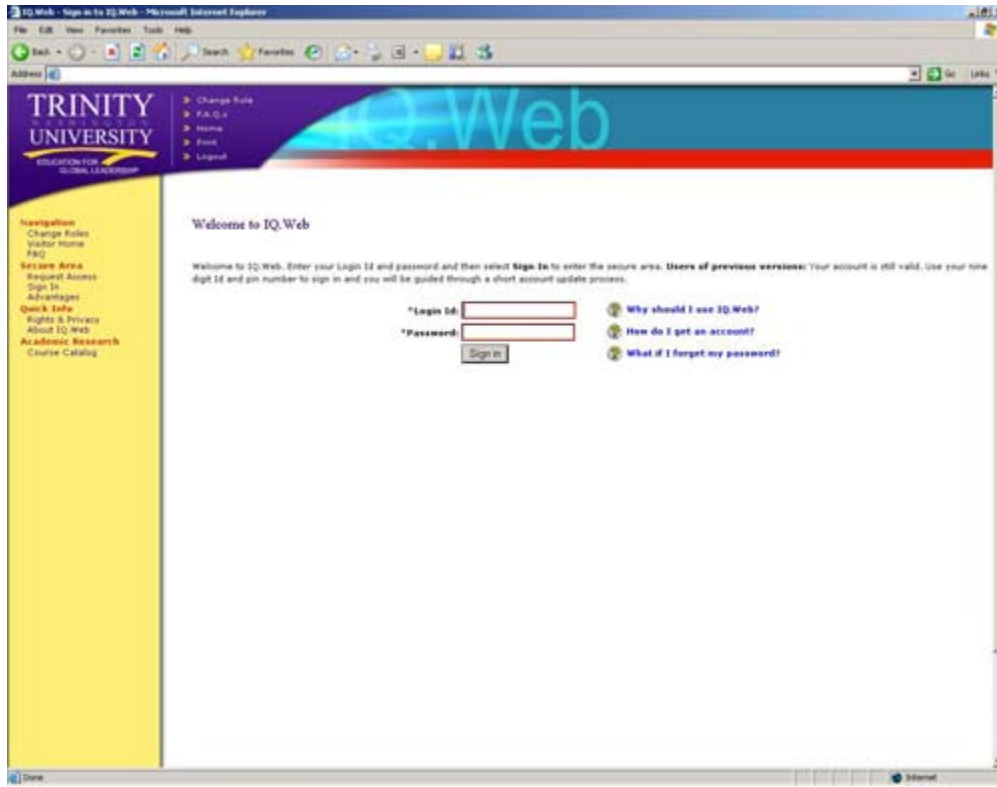 IQ.Web - Sign in to IQ.Web - Microsoft Internet Explorer
File Edit View Favorites Tools Help
Back Search Favorites
Address Go Links
TRINITY
WASHINGTON
UNIVERSITY
EDUCATION FOR
GLOBAL LEADERSHIP
Change Role
F.A.Q.s
Home
Print
Logout
IQ.Web
Navigation
Change Roles
Visitor Home
FAQ
Secure Area
Request Access
Sign In
Advantages
Quick Info
Rights & Privacy
About IQ.Web
Academic Research
Course Catalog
Welcome to IQ.Web
Welcome to IQ.Web. Enter your Login Id and password and then select Sign In to enter the secure area. Users of previous versions: Your account is still valid. Use your nine
digit Id and pin number to sign in and you will be guided through a short account update process.
*Login Id:
Why should I use IQ.Web?
*Password:
How do I get an account?
Sign in
What if I forget my password?
Done
Internet